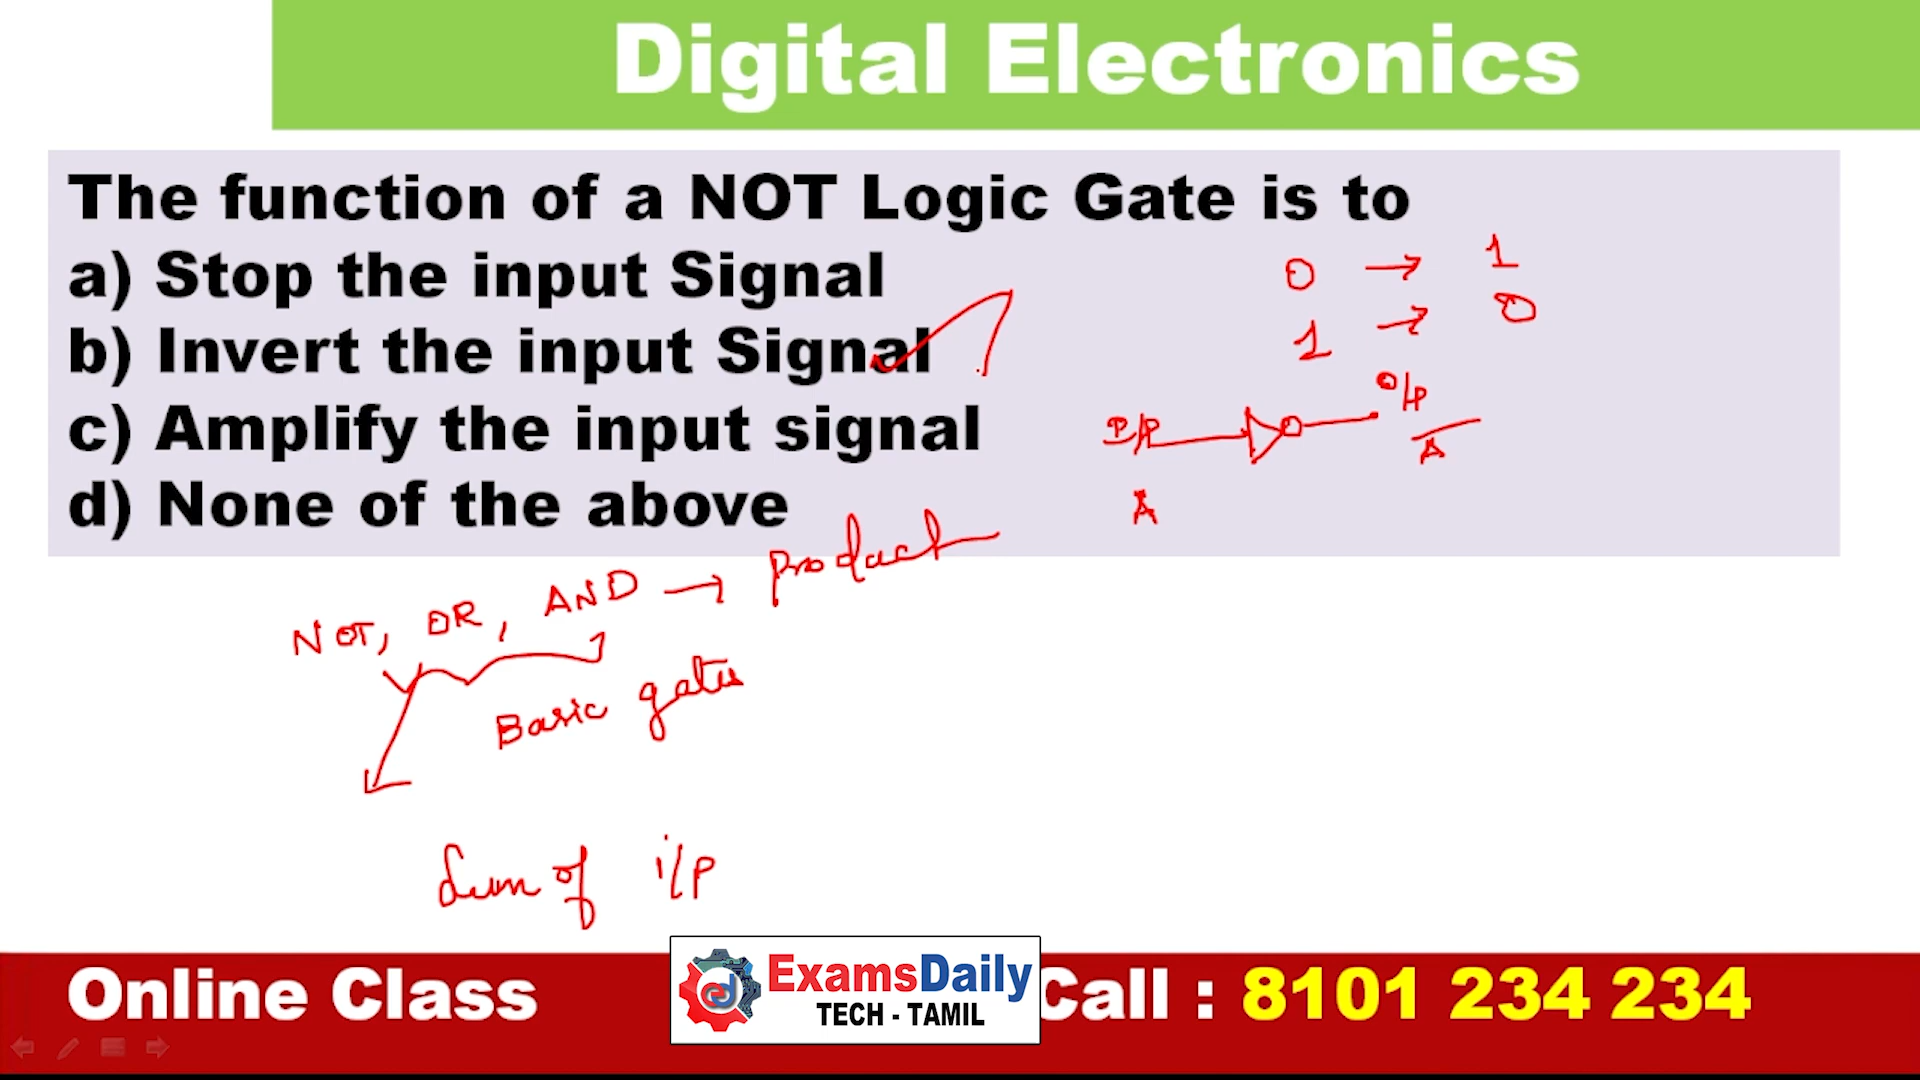 Digital Electronics
The function of a NOT Logic Gate is to
a) Stop the input Signal
b) Invert the input Signal
c) Amplify the input signal
d) None of the above
0 → 1
1 → 0
I/P
O/P
A
A̅
NOT, OR, AND → Product
Basic gates
Sum of i/p
Online Class
ExamsDaily
TECH - TAMIL
Call : 8101 234 234